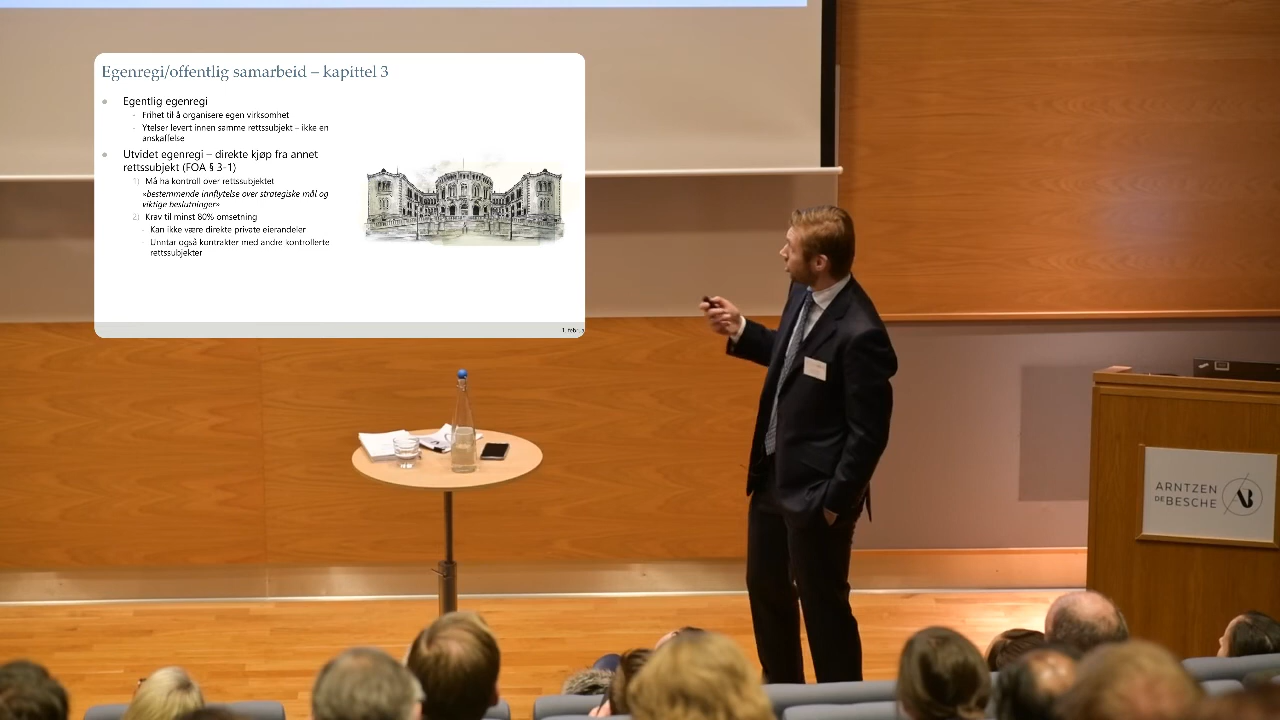 Egenregi/offentlig samarbeid – kapittel 3
• Egentlig egenregi
- Frihet til å organisere egen virksomhet
- Ytelser levert innen samme rettssubjekt – ikke en
anskaffelse
• Utvidet egenregi – direkte kjøp fra annet
rettssubjekt (FOA § 3-1)
1) Må ha kontroll over rettssubjektet
«bestemmende innflytelse over strategiske mål og
viktige beslutninger»
2) Krav til minst 80% omsetning
- Kan ikke være direkte private eierandeler
- Unntar også kontrakter med andre kontrollerte
rettssubjekter
ARNTZEN
DE BESCHE